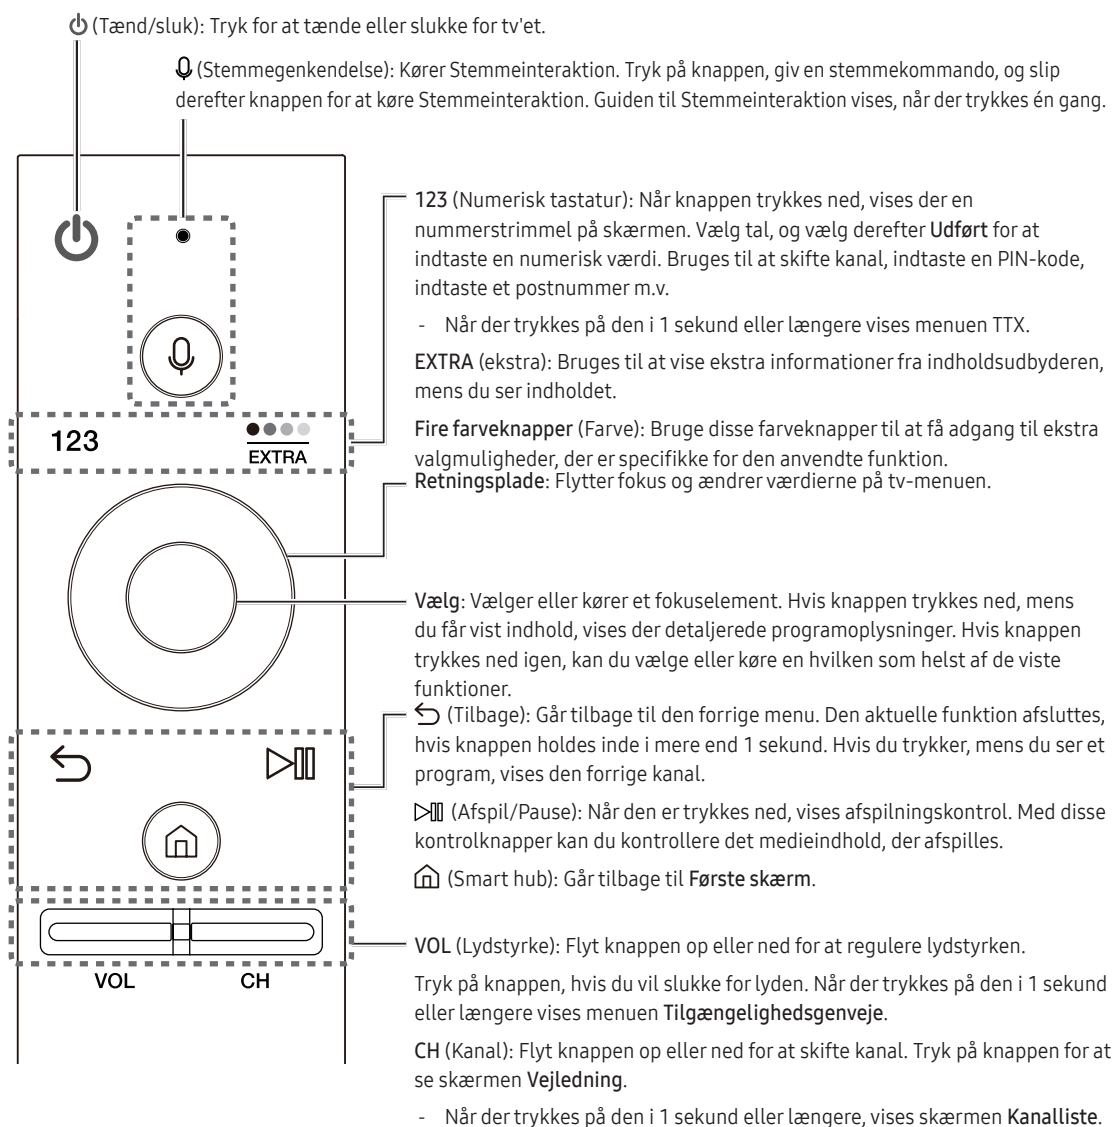 (Tænd/sluk): Tryk for at tænde eller slukke for tv'et.
(Stemmegenkendelse): Kører Stemmeinteraktion. Tryk på knappen, giv en stemmekommando, og slip
derefter knappen for at køre Stemmeinteraktion. Guiden til Stemmeinteraktion vises, når der trykkes én gang.
123 (Numerisk tastatur): Når knappen trykkes ned, vises der en
nummerstrimmel på skærmen. Vælg tal, og vælg derefter Udført for at
indtaste en numerisk værdi. Bruges til at skifte kanal, indtaste en PIN-kode,
indtaste et postnummer m.v.
- Når der trykkes på den i 1 sekund eller længere vises menuen TTX.
EXTRA (ekstra): Bruges til at vise ekstra informationer fra indholdsudbyderen,
mens du ser indholdet.
123
EXTRA
Fire farveknapper (Farve): Bruge disse farveknapper til at få adgang til ekstra
valgmuligheder, der er specifikke for den anvendte funktion.
Retningsplade: Flytter fokus og ændrer værdierne på tv-menuen.
Vælg: Vælger eller kører et fokuselement. Hvis knappen trykkes ned, mens
du får vist indhold, vises der detaljerede programoplysninger. Hvis knappen
trykkes ned igen, kan du vælge eller køre en hvilken som helst af de viste
funktioner.
(Tilbage): Går tilbage til den forrige menu. Den aktuelle funktion afsluttes,
hvis knappen holdes inde i mere end 1 sekund. Hvis du trykker, mens du ser et
program, vises den forrige kanal.
(Afspil/Pause): Når den er trykkes ned, vises afspilningskontrol. Med disse
kontrolknapper kan du kontrollere det medieindhold, der afspilles.
(Smart hub): Går tilbage til Første skærm.
VOL (Lydstyrke): Flyt knappen op eller ned for at regulere lydstyrken.
VOL
CH
Tryk på knappen, hvis du vil slukke for lyden. Når der trykkes på den i 1 sekund
eller længere vises menuen Tilgængelighedsgenveje.
CH (Kanal): Flyt knappen op eller ned for at skifte kanal. Tryk på knappen for at
se skærmen Vejledning.
- Når der trykkes på den i 1 sekund eller længere, vises skærmen Kanalliste.